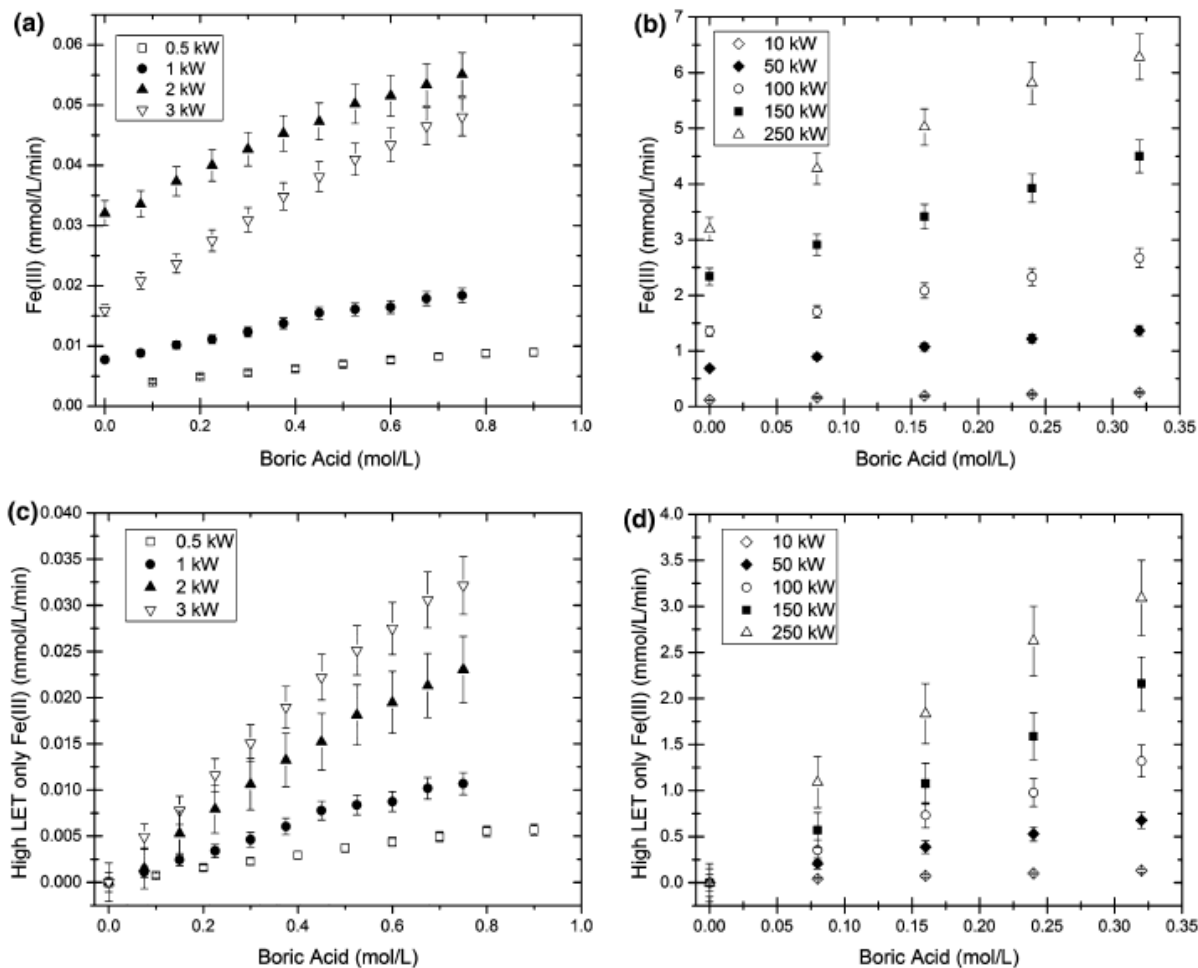 (a)
0.5 kW
1 kW
2 kW
3 kW
Fe(III) (mmol/L/min)
0.06
0.05
0.04
0.03
0.02
0.01
0.00
0.0 0.2 0.4 0.6 0.8 1.0
Boric Acid (mol/L)
(b)
10 kW
50 kW
100 kW
150 kW
250 kW
Fe(III) (mmol/L/min)
7
6
5
4
3
2
1
0
0.00 0.05 0.10 0.15 0.20 0.25 0.30 0.35
Boric Acid (mol/L)
(c)
0.5 kW
1 kW
2 kW
3 kW
High LET only Fe(III) (mmol/L/min)
0.040
0.035
0.030
0.025
0.020
0.015
0.010
0.005
0.000
0.0 0.2 0.4 0.6 0.8 1.0
Boric Acid (mol/L)
(d)
10 kW
50 kW
100 kW
150 kW
250 kW
High LET only Fe(III) (mmol/L/min)
4.0
3.5
3.0
2.5
2.0
1.5
1.0
0.5
0.0
0.00 0.05 0.10 0.15 0.20 0.25 0.30 0.35
Boric Acid (mol/L)